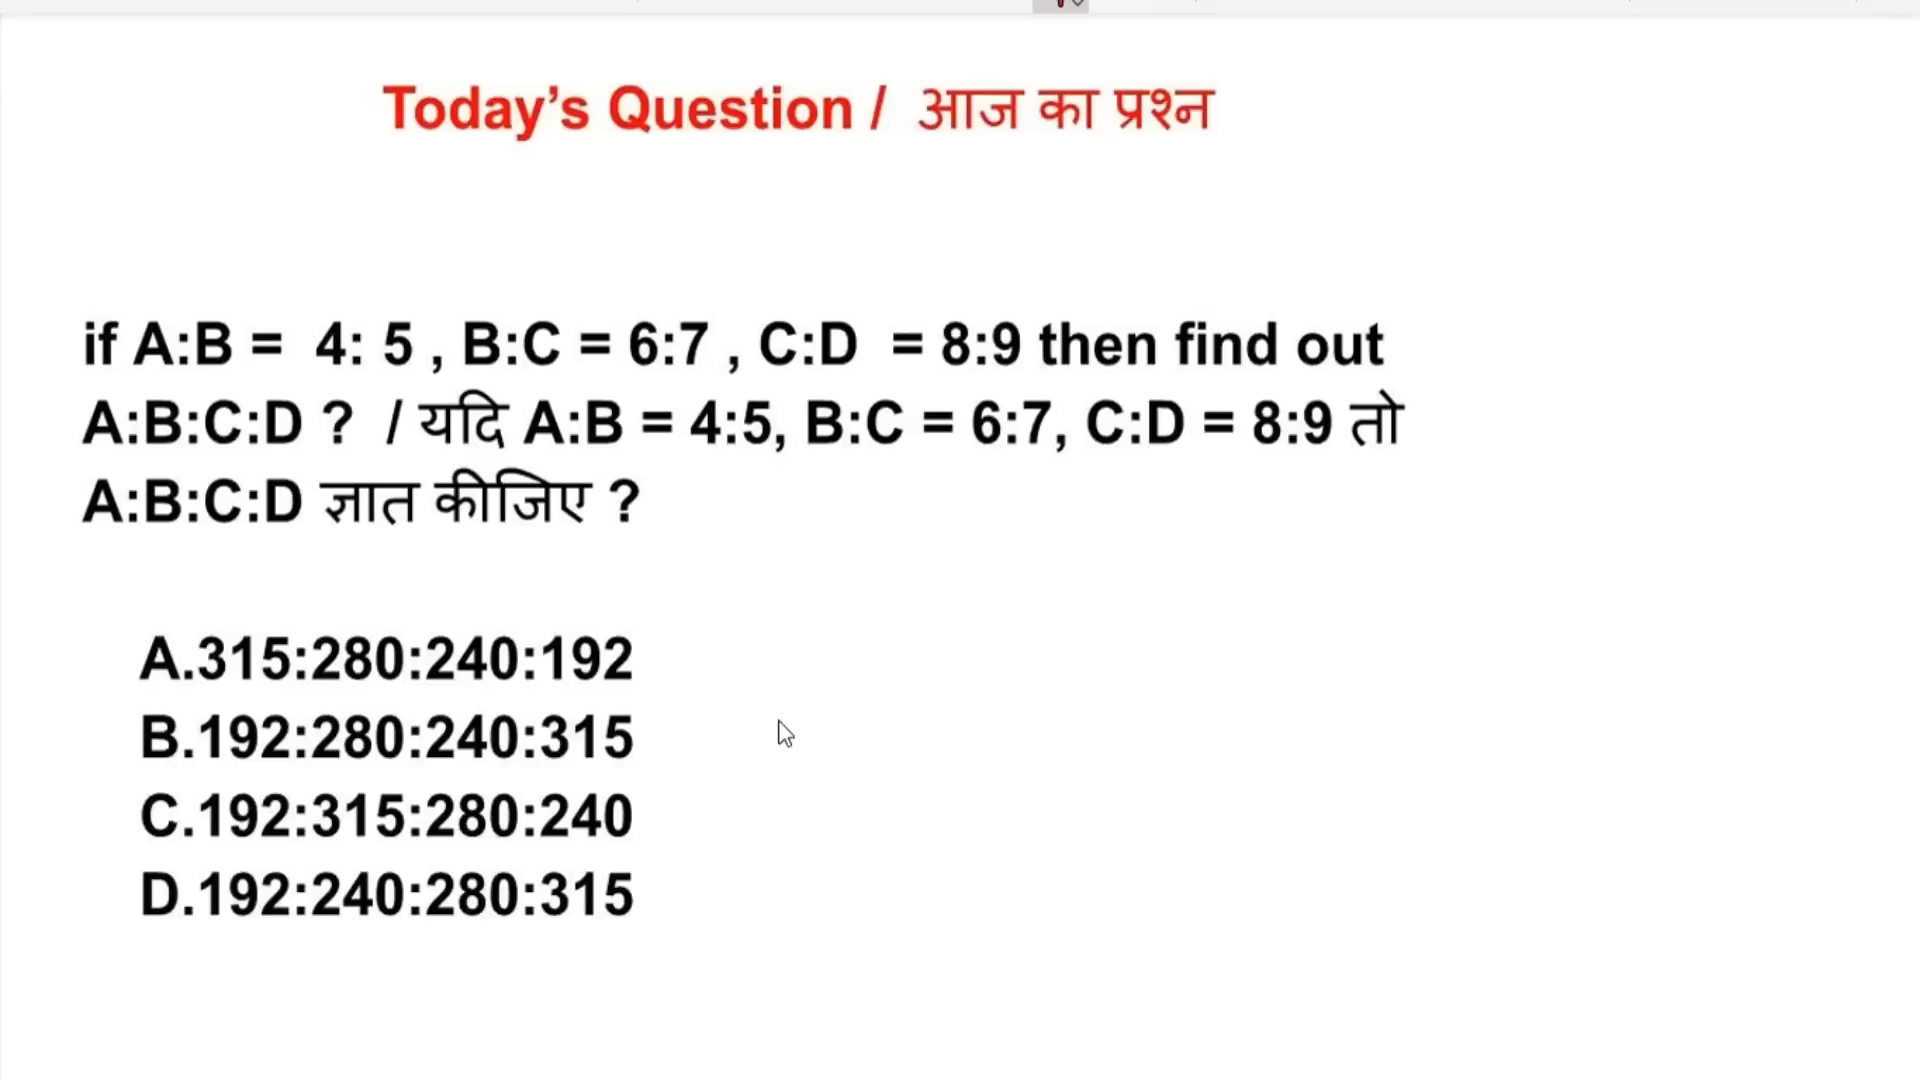 Today’s Question / आज का प्रश्न
if A:B = 4: 5 , B:C = 6:7 , C:D = 8:9 then find out
A:B:C:D ? / यदि A:B = 4:5, B:C = 6:7, C:D = 8:9 तो
A:B:C:D ज्ञात कीजिए ?
A.315:280:240:192
B.192:280:240:315
C.192:315:280:240
D.192:240:280:315